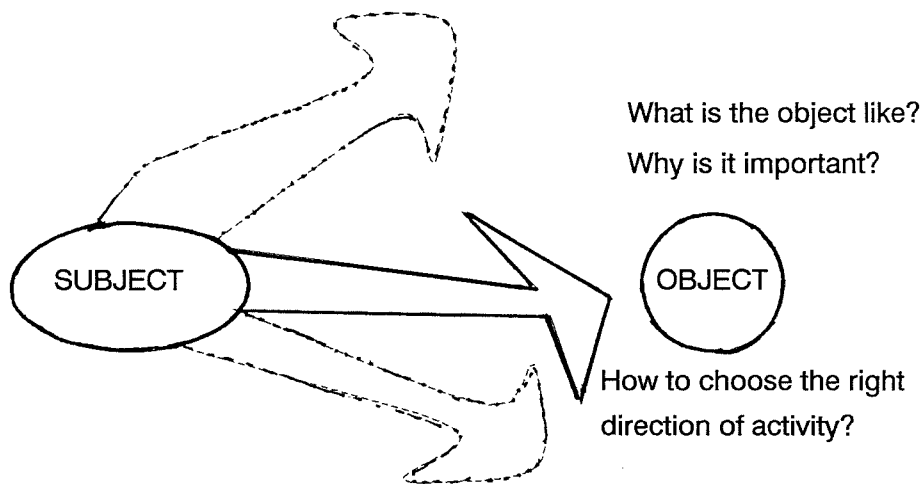 What is the object like?
Why is it important?
SUBJECT
OBJECT
How to choose the right
direction of activity?